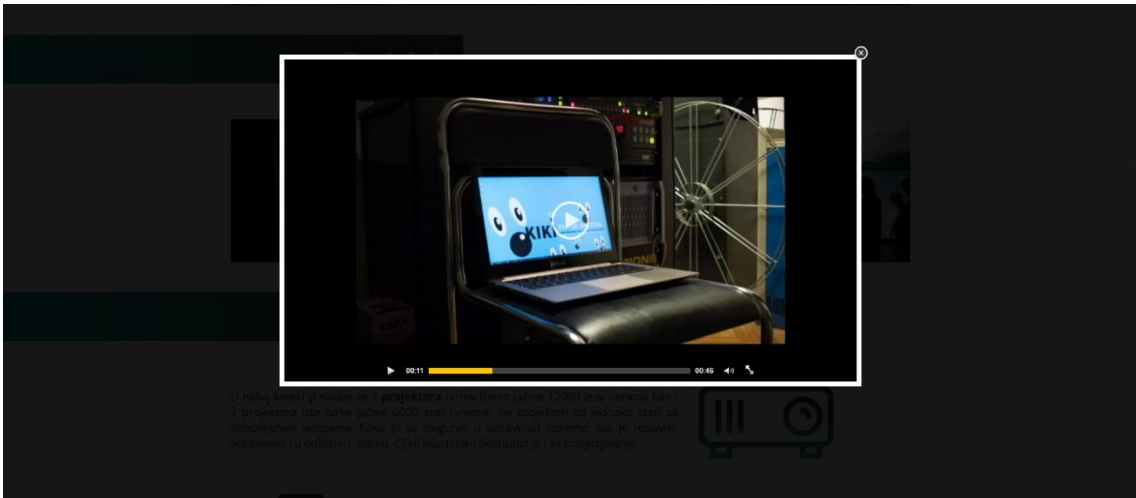 KIKI
IONS
00:11
00:46
U našoj kolekciji nalaze se 2 projektora tvrtke Barco jačine 12000 ansi lumena kao i
2 projektora iste tvrtke jačine 6000 ansi lumena. Svi projektori su jednako stari sa
obnovljenim lampama. Kako bi se osigurali u ispravnost opreme, sve je redovno
održavano i u odličnom stanju. Cijeli asortiman dostupan je i za iznajmljivanje.